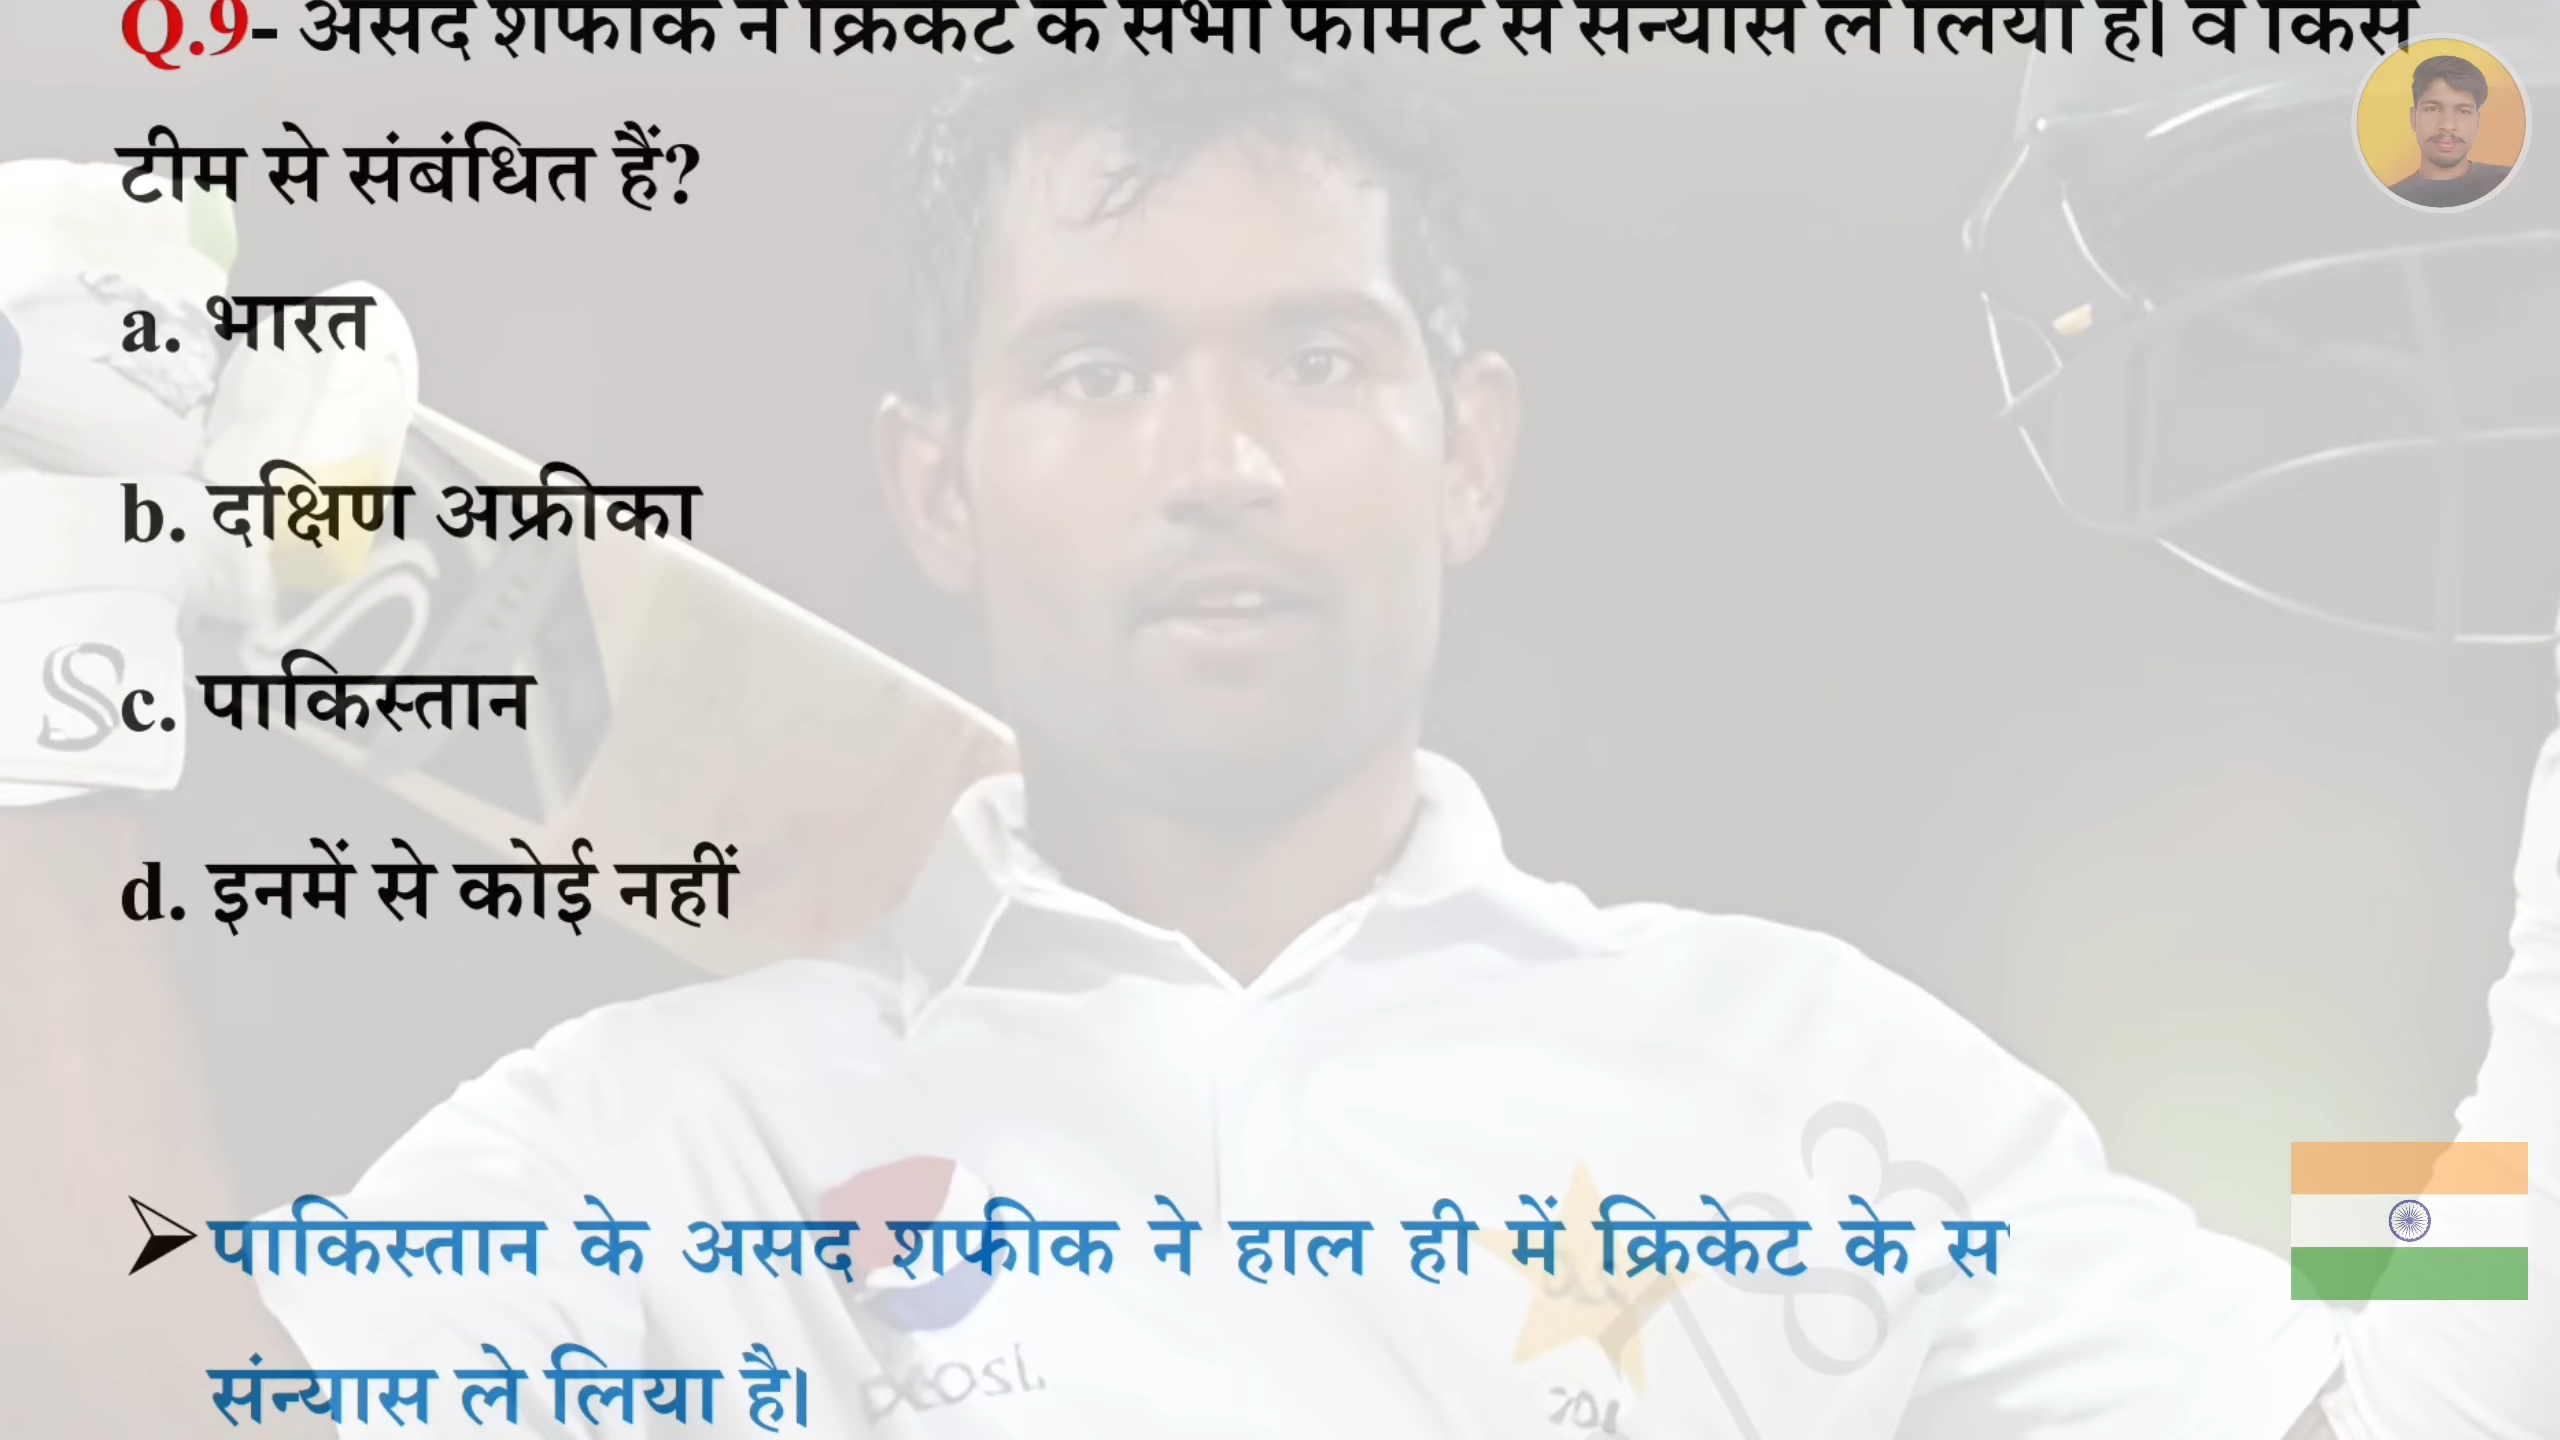 Q.9- असद शफीक ने क्रिकेट के सभी फॉर्मेट से सन्यास ले लिया है। वे किस
टीम से संबंधित हैं?
a. भारत
b. दक्षिण अफ्रीका
c. पाकिस्तान
d. इनमें से कोई नहीं
पाकिस्तान के असद शफीक ने हाल ही में क्रिकेट के
संन्यास ले लिया है।